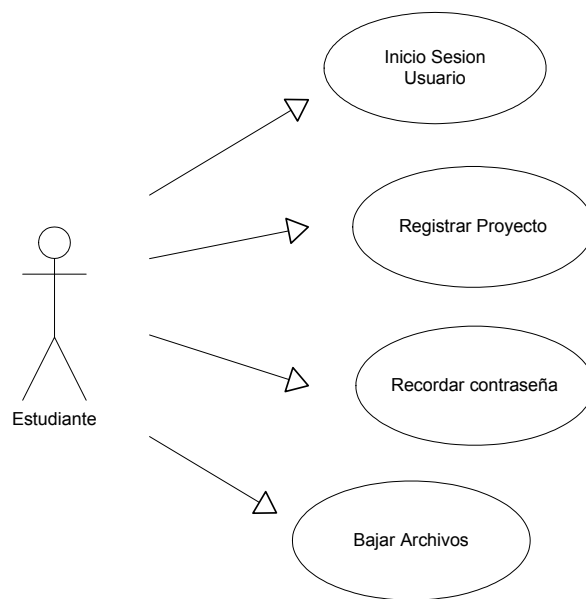 Inicio Sesion
Usuario
Registrar Proyecto
Recordar contraseña
Estudiante
Bajar Archivos